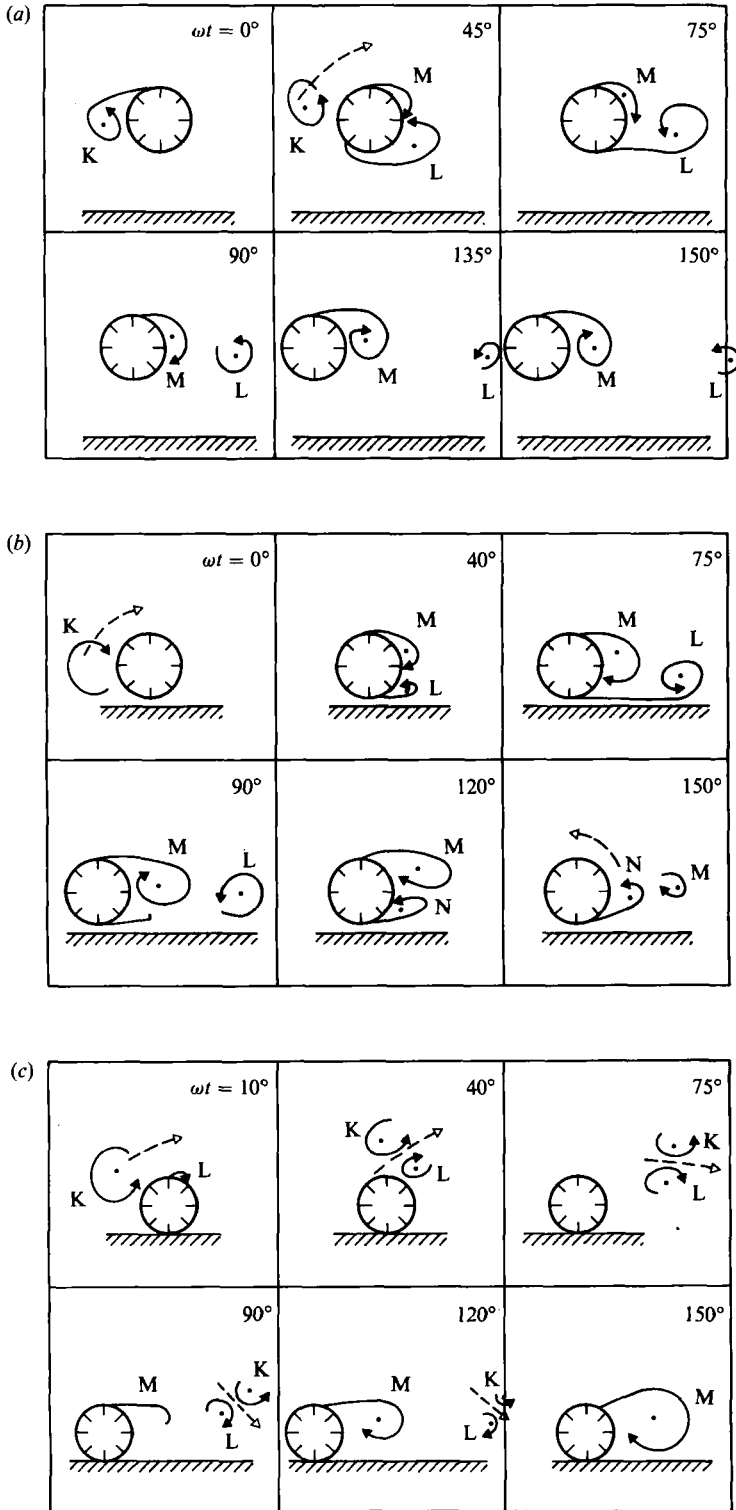 (a)
ωt = 0° 45° 75°
K K M L M L
90° 135° 150°
M L M L M L
(b)
ωt = 0° 40° 75°
K M L M L
90° 120° 150°
M L M N N M
(c)
ωt = 10° 40° 75°
K L K L K L
90° 120° 150°
M K L M K L M